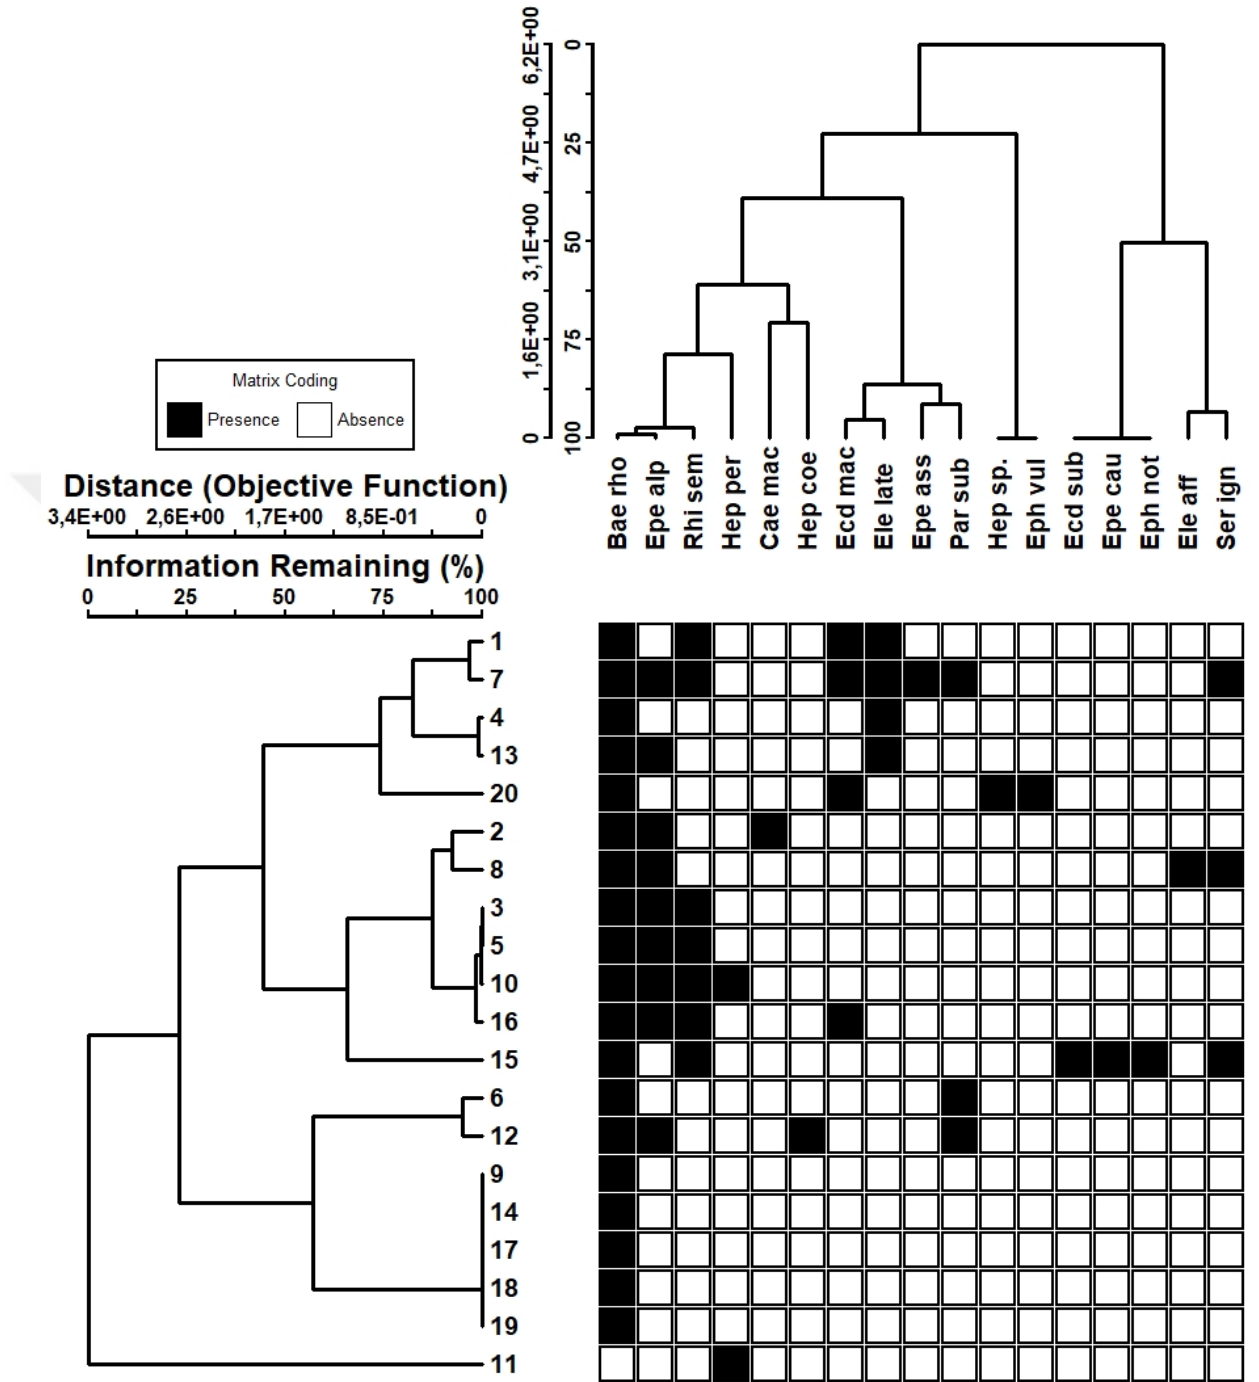 6,2E+00
4,7E+00
3,1E+00
1,6E+00
0
0
25
50
75
100
Matrix Coding
Presence
Absence
Bae rho
Epe alp
Rhi sem
Hep per
Cae mac
Hep coe
Ecd mac
Ele late
Epe ass
Par sub
Hep sp.
Eph vul
Ecd sub
Epe cau
Eph not
Ele aff
Ser ign
Distance (Objective Function)
3,4E+00 2,6E+00 1,7E+00 8,5E-01 0
Information Remaining (%)
0 25 50 75 100
1
7
4
13
20
2
8
3
5
10
16
15
6
12
9
14
17
18
19
11